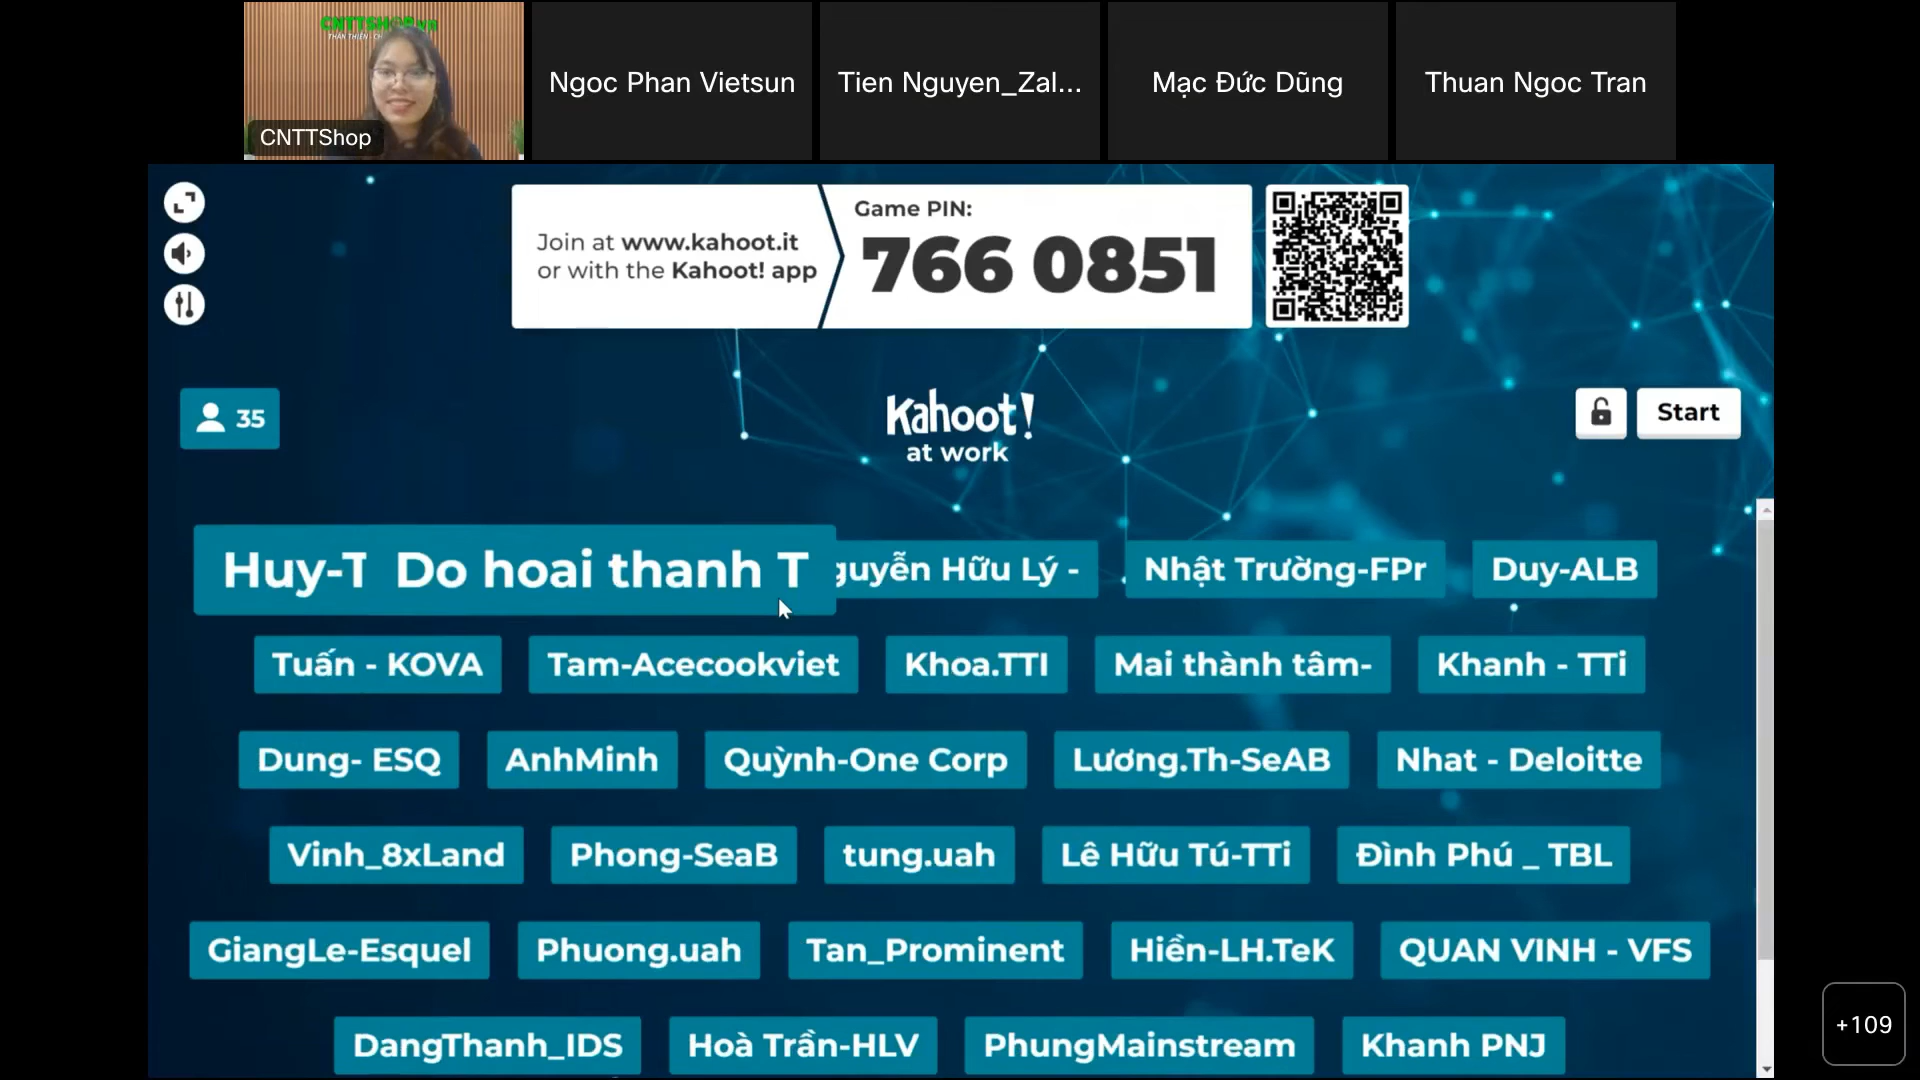 CNTTSHOP.VN
CNTTShop
Ngoc Phan Vietsun
Tien Nguyen_Zal...
Mạc Đức Dũng
Thuan Ngoc Tran
Join at www.kahoot.it
or with the Kahoot! app
Game PIN:
766 0851
35
Kahoot!
at work
Start
Huy-T Do hoai thanh T guyễn Hữu Lý - Nhật Trường-FPr Duy-ALB
Tuấn - KOVA Tam-Acecookviet Khoa.TTI Mai thành tâm- Khanh - TTi
Dung- ESQ AnhMinh Quỳnh-One Corp Lương.Th-SeAB Nhat - Deloitte
Vinh_8xLand Phong-SeaB tung.uah Lê Hữu Tú-TTi Đình Phú _ TBL
GiangLe-Esquel Phuong.uah Tan_Prominent Hiền-LH.TeK QUAN VINH - VFS
DangThanh_IDS Hoà Trần-HLV PhungMainstream Khanh PNJ
+109